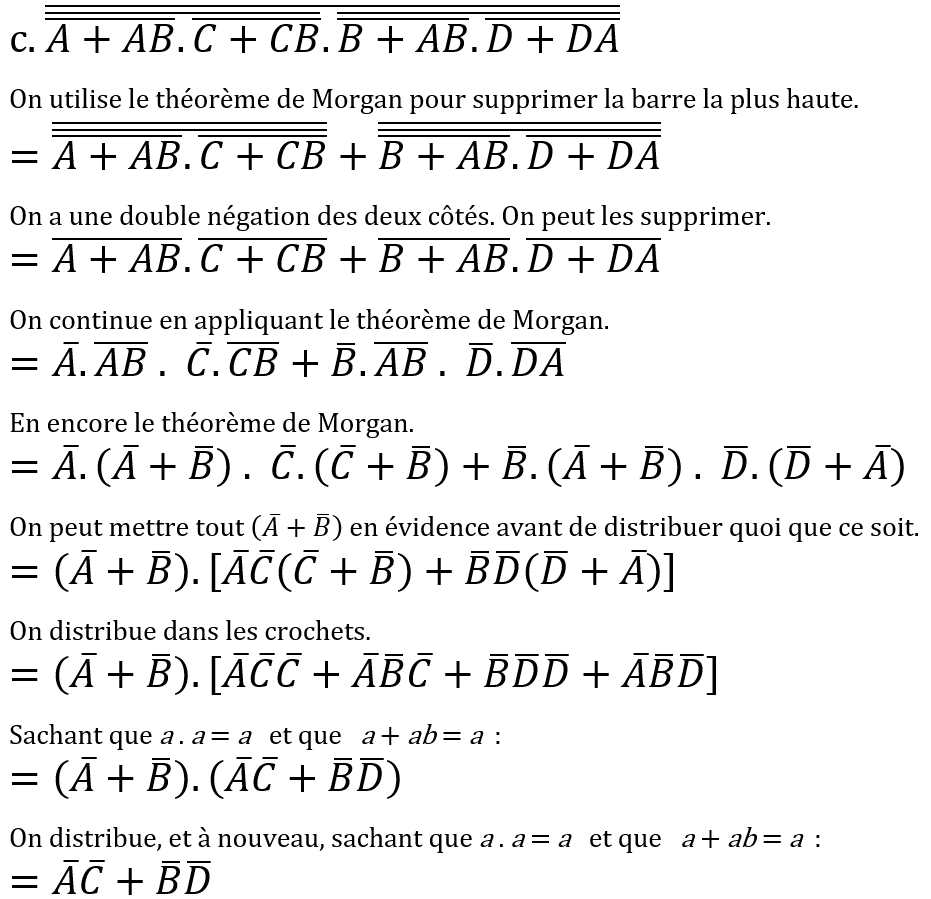 c. $\overline{\overline{\overline{\overline{A + AB}.\overline{C + CB}}}.\overline{\overline{\overline{B + AB}.\overline{D + DA}}}}$
On utilise le théorème de Morgan pour supprimer la barre la plus haute.
= $\overline{\overline{\overline{A + AB}.\overline{C + CB}}} + \overline{\overline{\overline{B + AB}.\overline{D + DA}}}$
On a une double négation des deux côtés. On peut les supprimer.
= $\overline{A + AB}.\overline{C + CB} + \overline{B + AB}.\overline{D + DA}$
On continue en appliquant le théorème de Morgan.
= $\bar{A}.\overline{AB} . \bar{C}.\overline{CB} + \bar{B}.\overline{AB} . \bar{D}.\overline{DA}$
En encore le théorème de Morgan.
= $\bar{A}.(\bar{A} + \bar{B}) . \bar{C}.(\bar{C} + \bar{B}) + \bar{B}.(\bar{A} + \bar{B}) . \bar{D}.(\bar{D} + \bar{A})$
On peut mettre tout $(\bar{A} + \bar{B})$ en évidence avant de distribuer quoi que ce soit.
= $(\bar{A} + \bar{B}).[\bar{A}\bar{C}(\bar{C} + \bar{B}) + \bar{B}\bar{D}(\bar{D} + \bar{A})]$
On distribue dans les crochets.
= $(\bar{A} + \bar{B}).[\bar{A}\bar{C}\bar{C} + \bar{A}\bar{B}\bar{C} + \bar{B}\bar{D}\bar{D} + \bar{A}\bar{B}\bar{D}]$
Sachant que a . a = a et que a + ab = a :
= $(\bar{A} + \bar{B}).(\bar{A}\bar{C} + \bar{B}\bar{D})$
On distribue, et à nouveau, sachant que a . a = a et que a + ab = a :
= $\bar{A}\bar{C} + \bar{B}\bar{D}$